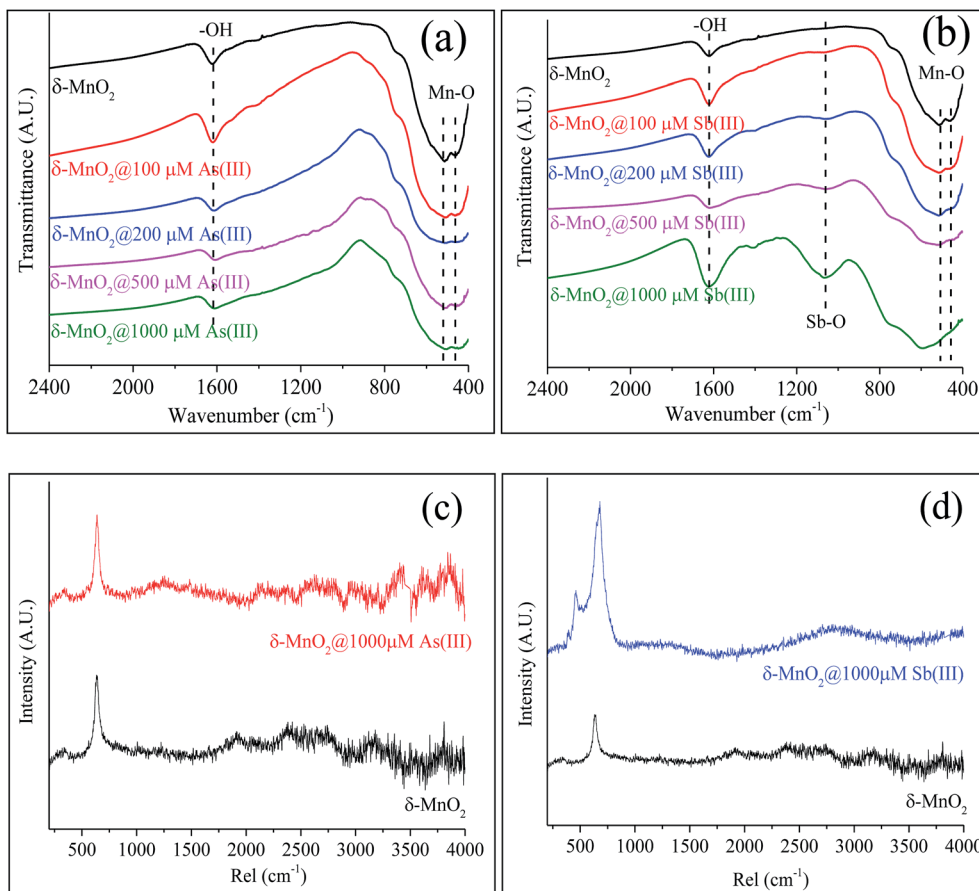 (a)
-OH
Mn-O
δ-MnO₂
δ-MnO₂@100 μM As(III)
δ-MnO₂@200 μM As(III)
δ-MnO₂@500 μM As(III)
δ-MnO₂@1000 μM As(III)
Transmittance (A.U.)
2400 2000 1600 1200 800 400
Wavenumber (cm⁻¹)
(b)
-OH
Mn-O
δ-MnO₂
δ-MnO₂@100 μM Sb(III)
δ-MnO₂@200 μM Sb(III)
δ-MnO₂@500 μM Sb(III)
δ-MnO₂@1000 μM Sb(III)
Sb-O
Transmittance (A.U.)
2400 2000 1600 1200 800 400
Wavenumber (cm⁻¹)
(c)
δ-MnO₂@1000μM As(III)
δ-MnO₂
Intensity (A.U.)
500 1000 1500 2000 2500 3000 3500 4000
Rel (cm⁻¹)
(d)
δ-MnO₂@1000μM Sb(III)
δ-MnO₂
Intensity (A.U.)
500 1000 1500 2000 2500 3000 3500 4000
Rel (cm⁻¹)